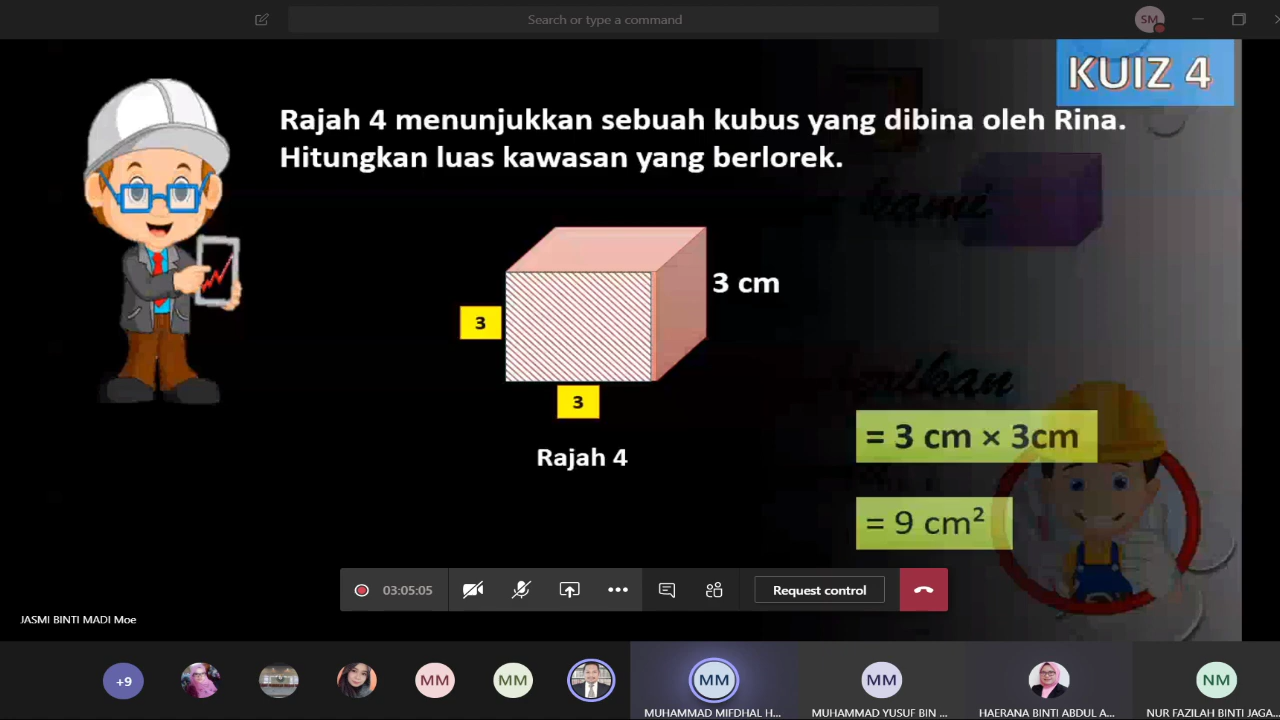 Search or type a command
SM
KUIZ 4
Rajah 4 menunjukkan sebuah kubus yang dibina oleh Rina.
Hitungkan luas kawasan yang berlorek.
kami
3 cm
3
3
Rajah 4
= 3 cm × 3cm
= 9 cm²
03:05:05
Request control
JASMI BINTI MADI Moe
+9
MM
MM
MM
MM
NM
MUHAMMAD MIFDHAL H...
MUHAMMAD YUSUF BIN ...
HAERANA BINTI ABDUL A...
NUR FAZILAH BINTI JAGA...